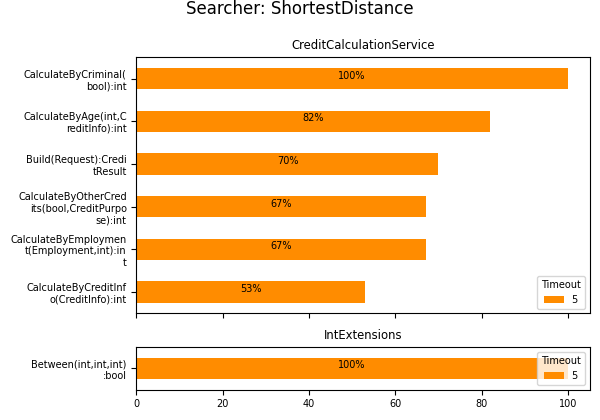 Searcher: ShortestDistance
CreditCalculationService
CalculateByCriminal(
bool):int
100%
CalculateByAge(int,C
reditInfo):int
82%
Build(Request):Credi
tResult
70%
CalculateByOtherCred
its(bool,CreditPurpo
se):int
67%
CalculateByEmploymen
t(Employment,int):in
t
67%
CalculateByCreditInf
o(CreditInfo):int
53%
Timeout
5
IntExtensions
Between(int,int,int)
:bool
100%
Timeout
5
0 20 40 60 80 100